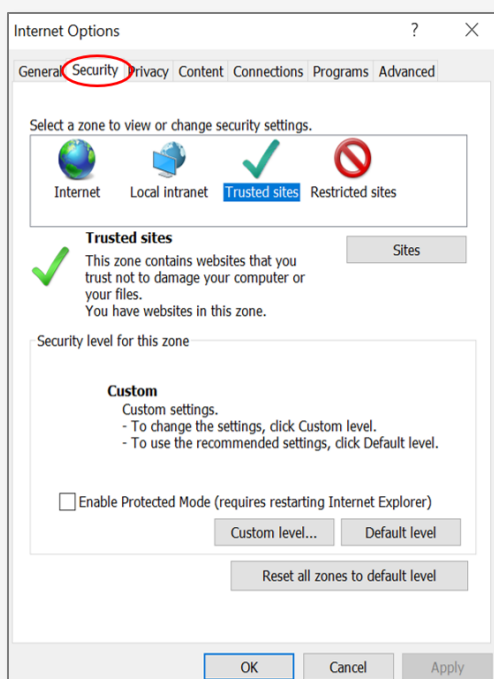 Internet Options ?
General Security Privacy Content Connections Programs Advanced
Select a zone to view or change security settings.
Internet Local intranet Trusted sites Restricted sites
Trusted sites
Sites
This zone contains websites that you
trust not to damage your computer or
your files.
You have websites in this zone.
Security level for this zone
Custom
Custom settings.
- To change the settings, click Custom level.
- To use the recommended settings, click Default level.
Enable Protected Mode (requires restarting Internet Explorer)
Custom level... Default level
Reset all zones to default level
OK Cancel Apply